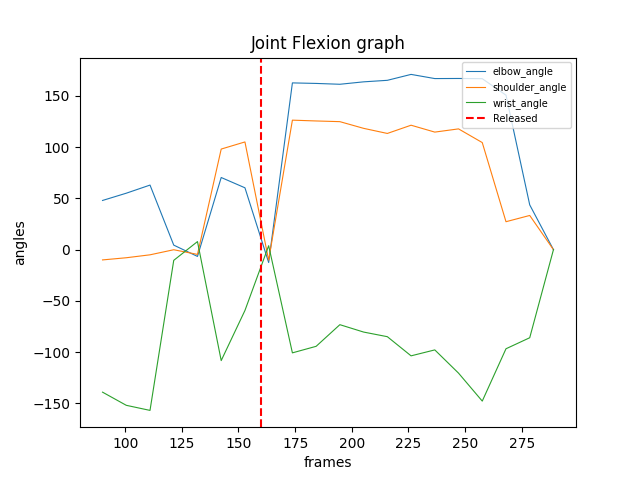 Joint Flexion graph
elbow_angle
shoulder_angle
wrist_angle
Released
angles
150
100
50
0
−50
−100
−150
100
125
150
175
200
225
250
275
frames